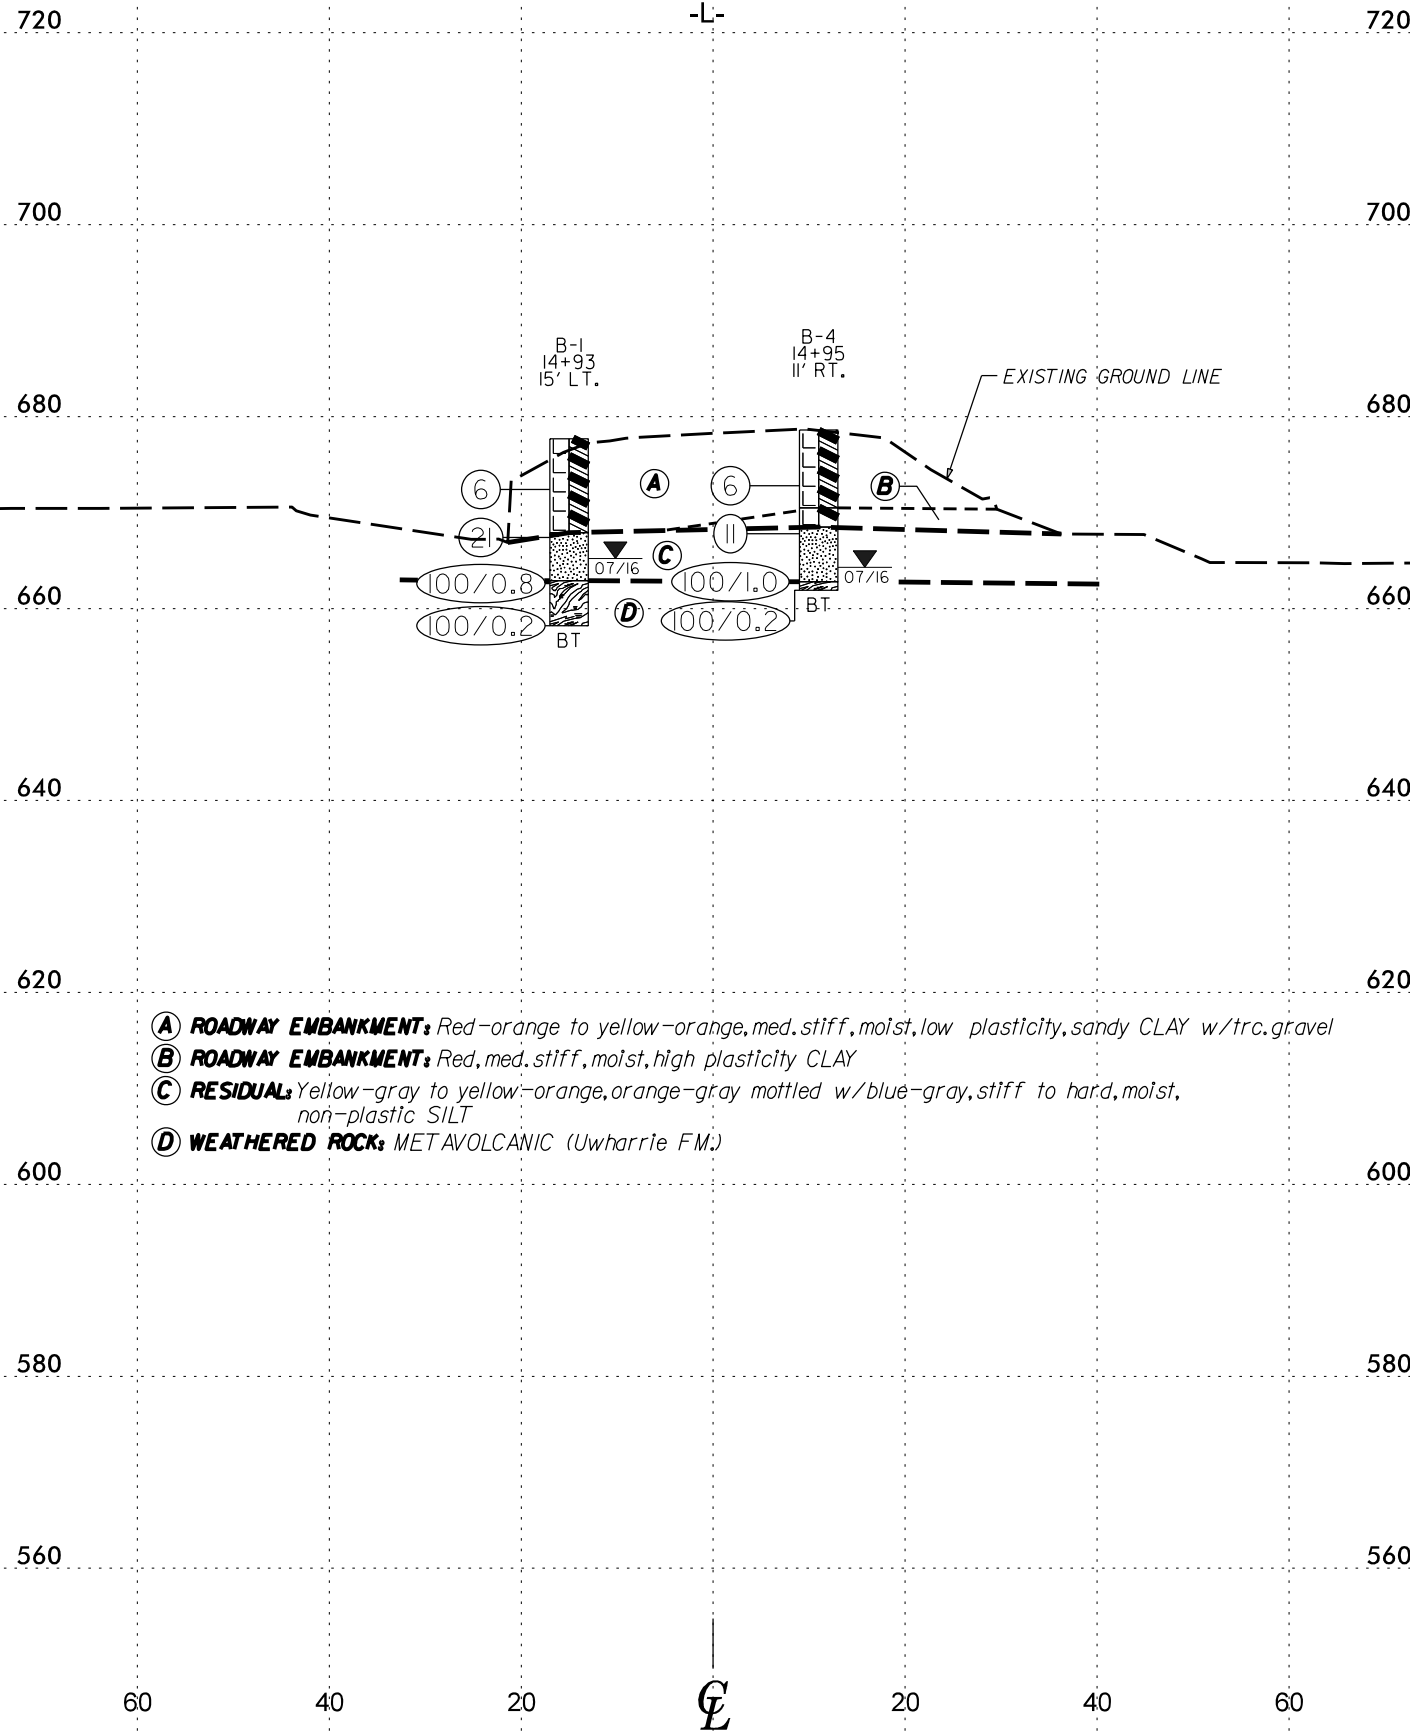 -L-
720 720
700 700
B-1
14+93
15' LT.
B-4
14+95
11' RT.
EXISTING GROUND LINE
680 680
6 A 6 B
21 11
C
07/16 07/16
100/0.8 100/1.0
660 660
D BT
100/0.2 100/0.2
BT
640 640
620 620
A ROADWAY EMBANKMENT: Red-orange to yellow-orange, med. stiff, moist, low plasticity, sandy CLAY w/trc. gravel
B ROADWAY EMBANKMENT: Red, med. stiff, moist, high plasticity CLAY
C RESIDUAL: Yellow-gray to yellow-orange, orange-gray mottled w/blue-gray, stiff to hard, moist,
non-plastic SILT
D WEATHERED ROCK: METAVOLCANIC (Uwharrie FM.)
600 600
580 580
560 560
60 40 20 ℄ 20 40 60